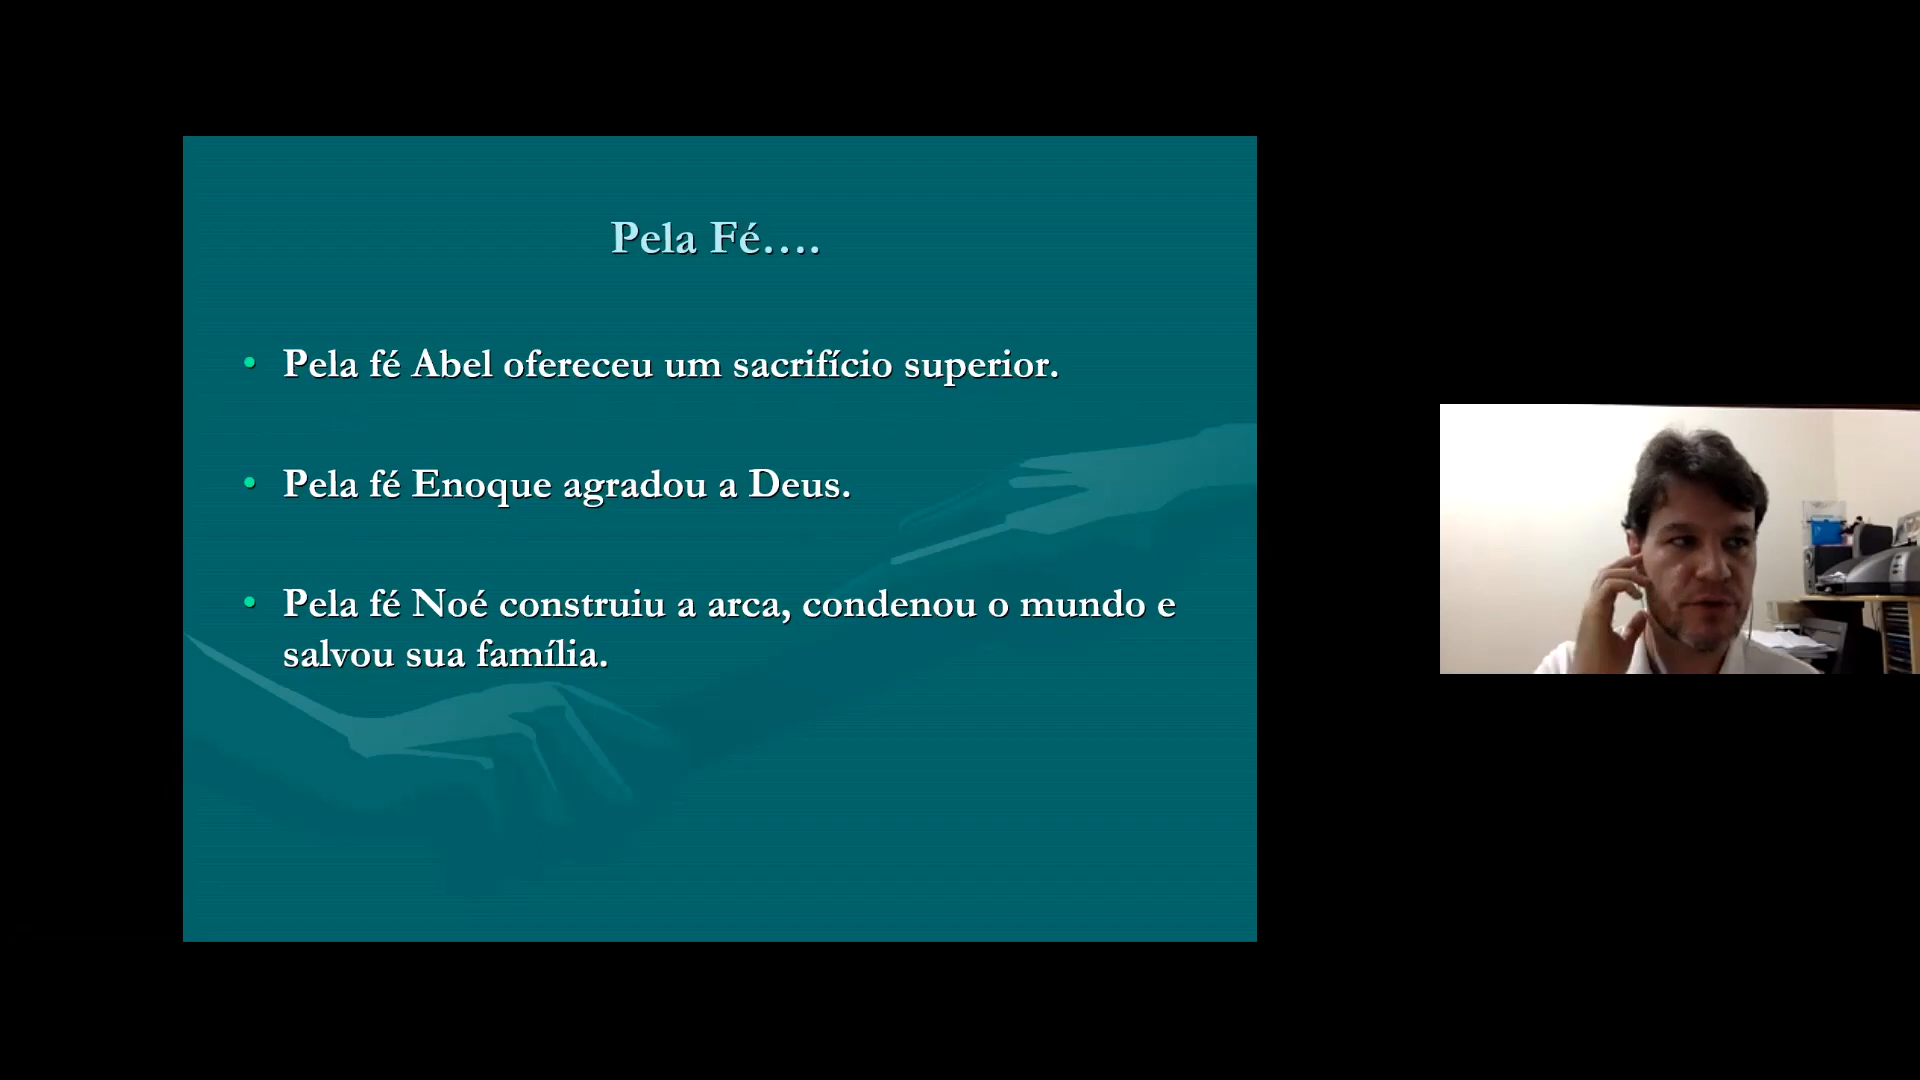 Pela Fé....
• Pela fé Abel ofereceu um sacrifício superior.
• Pela fé Enoque agradou a Deus.
• Pela fé Noé construiu a arca, condenou o mundo e
salvou sua família.